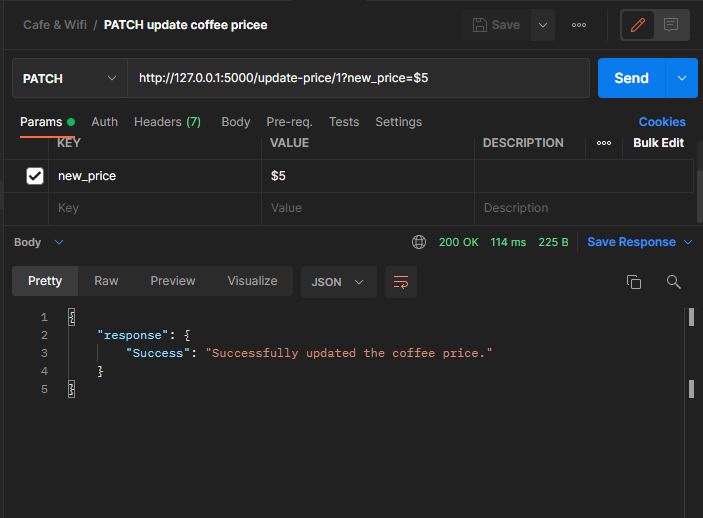 Cafe & Wifi / PATCH update coffee pricee
Save
PATCH
http://127.0.0.1:5000/update-price/1?new_price=$5
Send
Params Auth Headers (7) Body Pre-req. Tests Settings Cookies
KEY VALUE DESCRIPTION Bulk Edit
new_price $5
Key Value Description
Body 200 OK 114 ms 225 B Save Response
Pretty Raw Preview Visualize JSON
1 {
2 "response": {
3 "Success": "Successfully updated the coffee price."
4 }
5 }